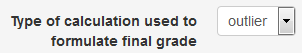 Type of calculation used to outlier
formulate final grade